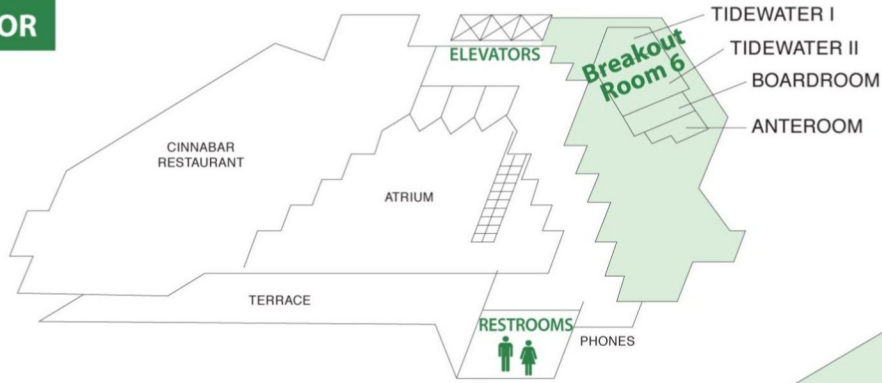 OR
TIDEWATER I
ELEVATORS
Breakout
Room 6
TIDEWATER II
BOARDROOM
ANTEROOM
CINNABAR
RESTAURANT
ATRIUM
TERRACE
RESTROOMS
PHONES